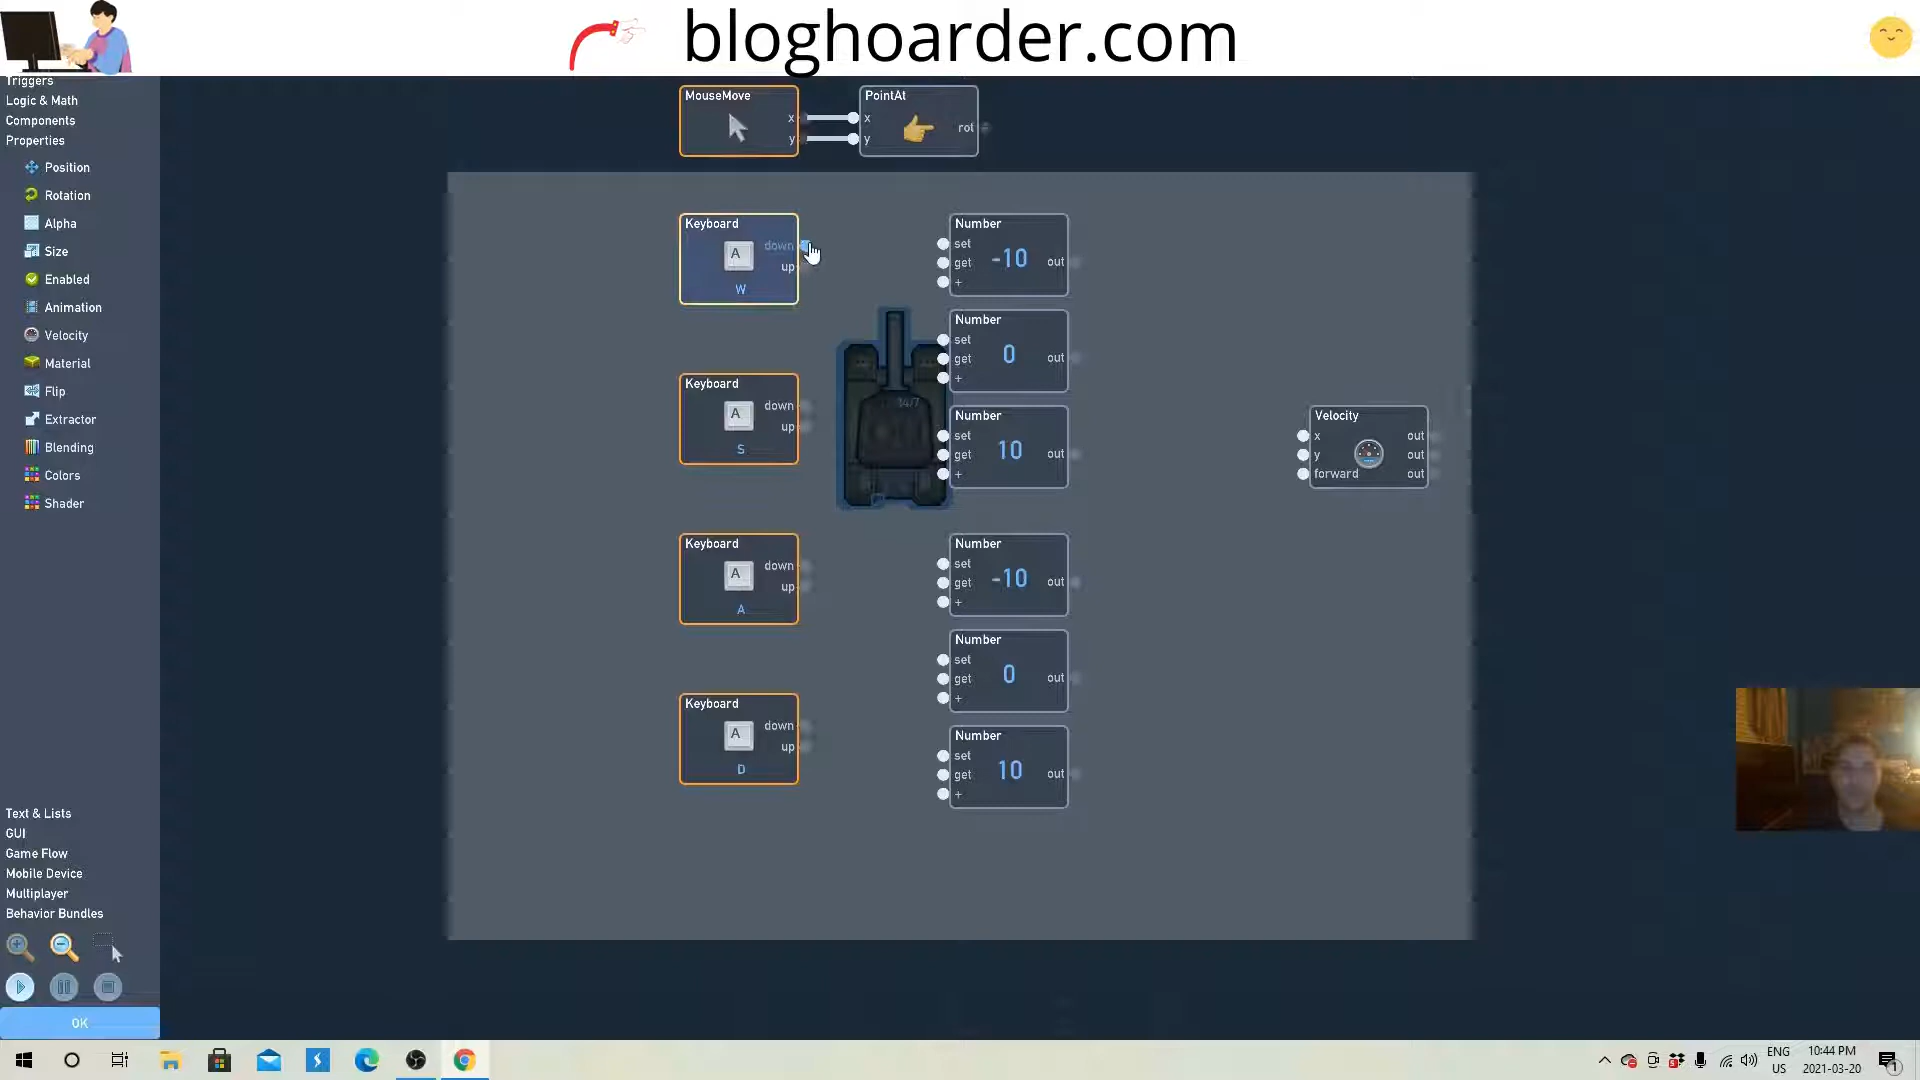 bloghoarder.com
Triggers
Logic & Math
Components
Properties
Position
Rotation
Alpha
Size
Enabled
Animation
Velocity
Material
Flip
Extractor
Blending
Colors
Shader
Text & Lists
GUI
Game Flow
Mobile Device
Multiplayer
Behavior Bundles
OK
MouseMove
x
y
PointAt
x
y
rot
Keyboard
A
down
up
W
Keyboard
A
down
up
S
Keyboard
A
down
up
A
Keyboard
A
down
up
D
Number
set
get
+
-10
out
Number
set
get
+
0
out
Number
set
get
+
10
out
Number
set
get
+
-10
out
Number
set
get
+
0
out
Number
set
get
+
10
out
Velocity
x
y
forward
out
out
out
ENG
US
10:44 PM
2021-03-20
1